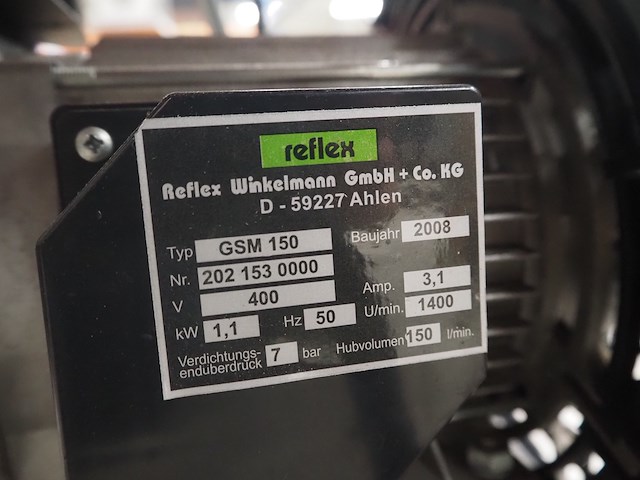 reflex
Reflex Winkelmann GmbH + Co. KG
D - 59227 Ahlen
Typ GSM 150 Baujahr 2008
Nr. 202 153 0000
V 400 Amp. 3,1
kW 1,1 Hz 50 U/min. 1400
Verdichtungs-
endüberdruck 7 bar Hubvolumen 150 l/min.